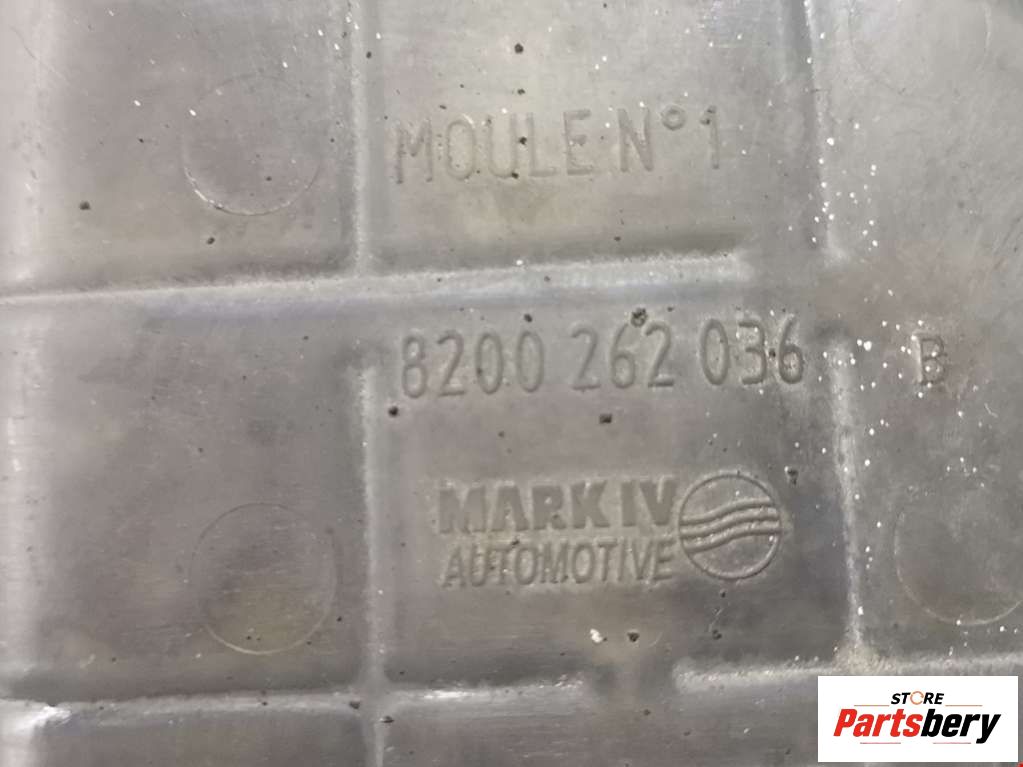 MOULE N°1
8200 262 036 B
MARK IV
AUTOMOTIVE
STORE
Partsbery